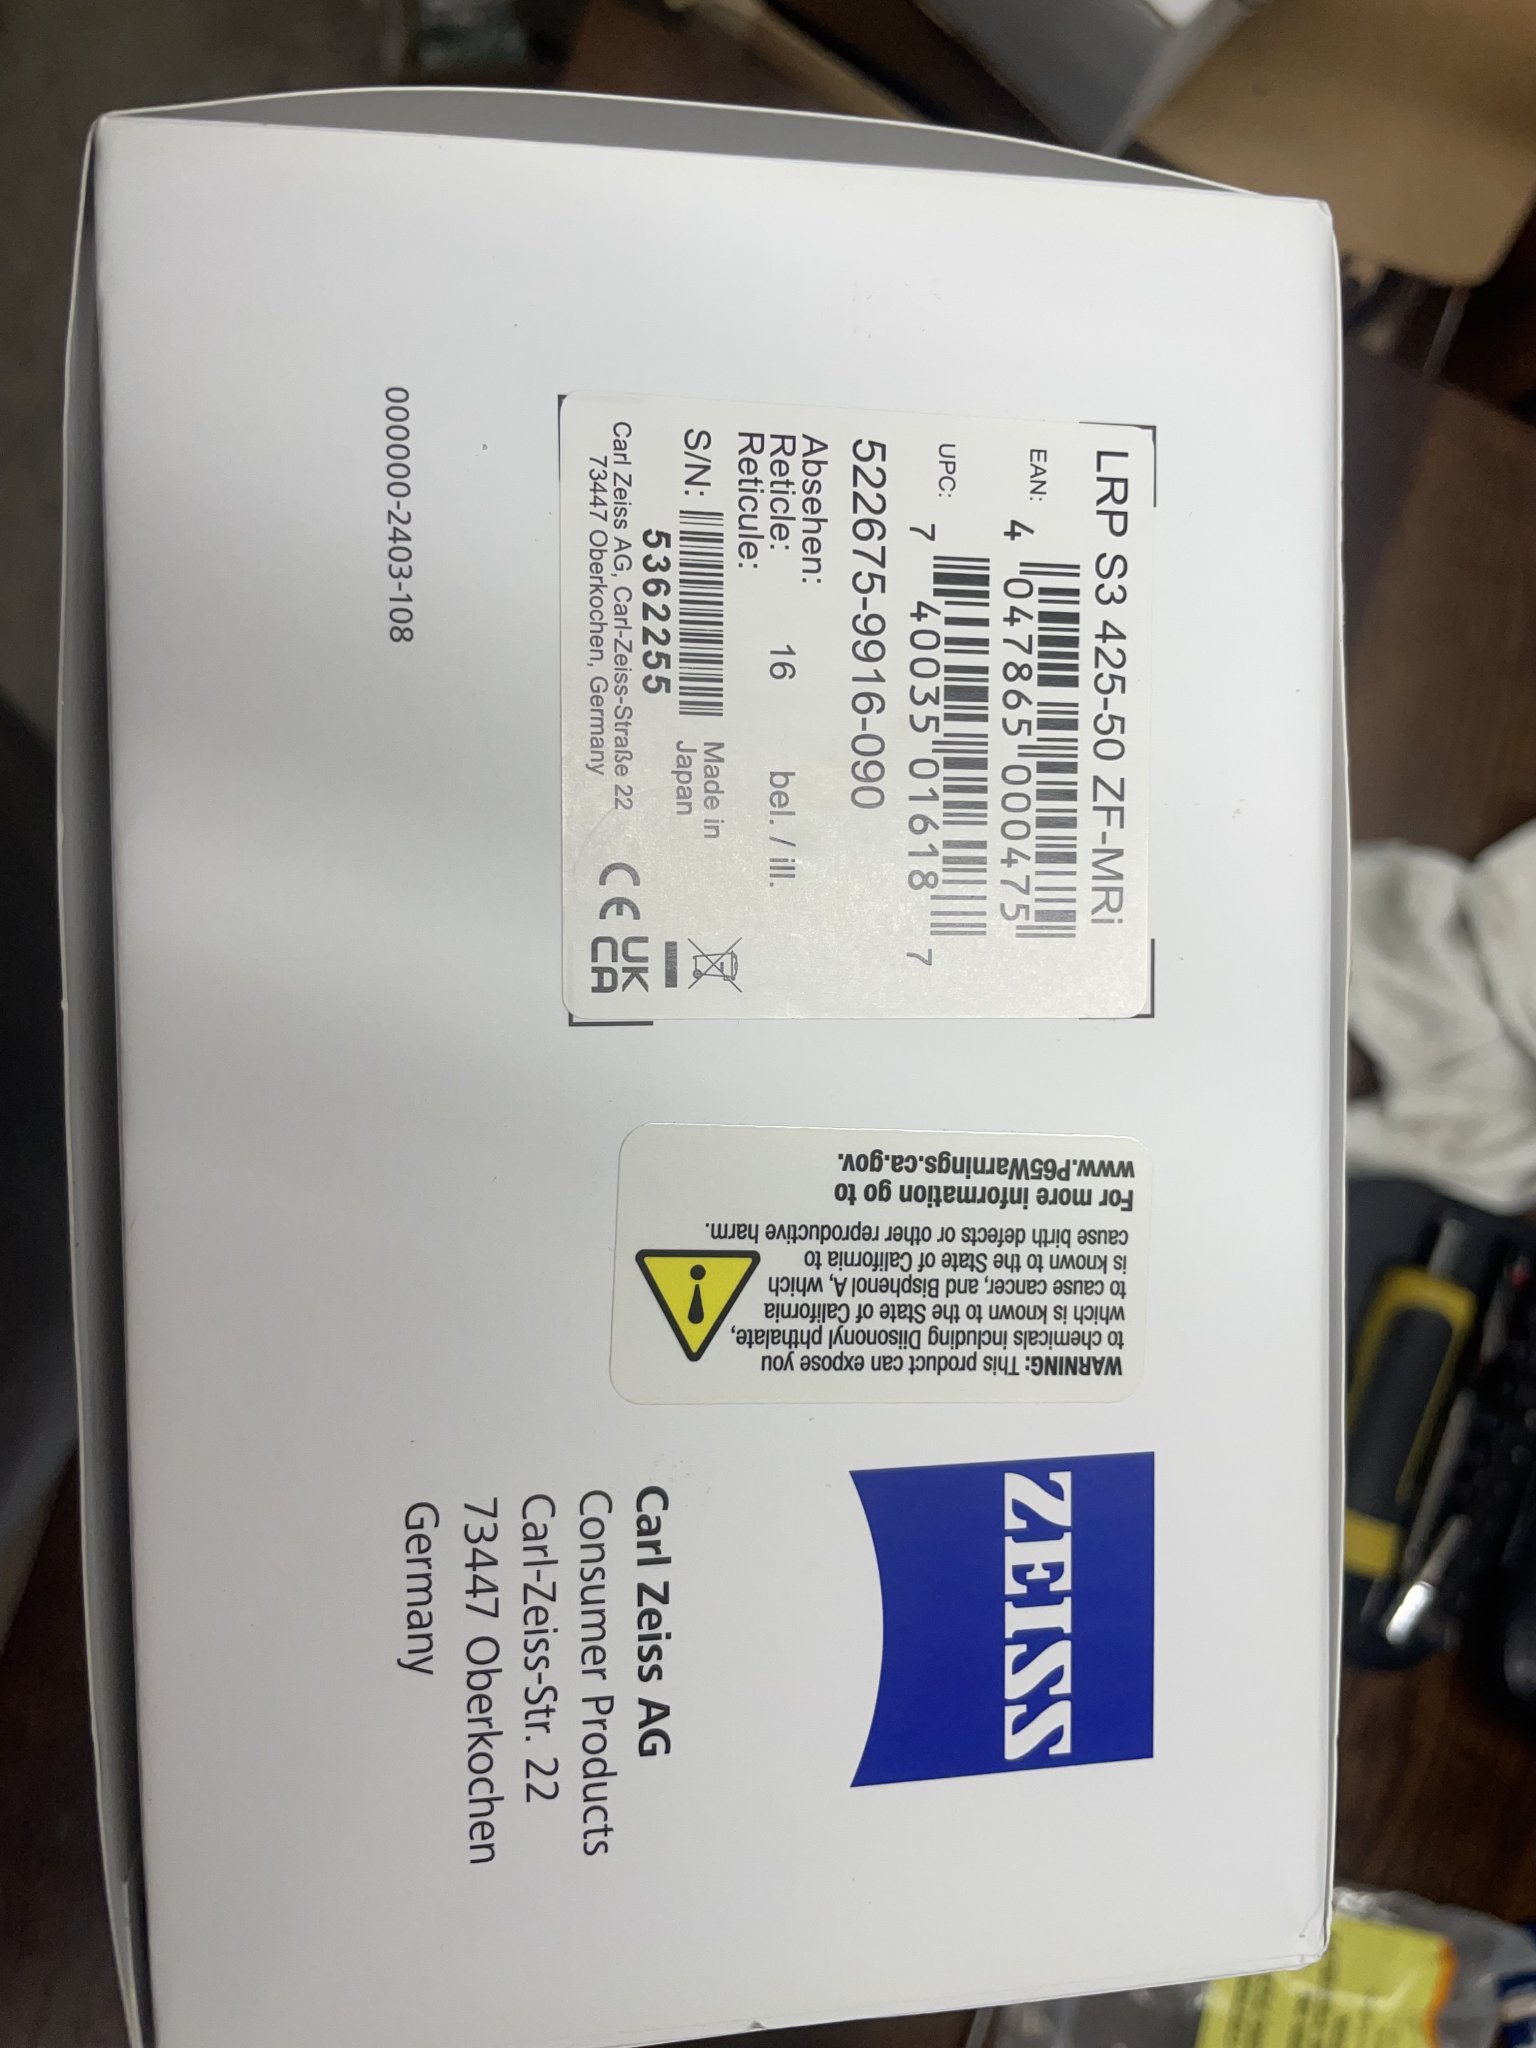 LRP S3 425-50 ZF-MRi
EAN: 4 047865 000475
UPC: 7 40035 01618 7
522675-9916-090
Absehen:
Reticle: 16 bel. / ill.
Reticule:
S/N: Made in
Japan
5362255
Carl Zeiss AG, Carl-Zeiss-Straße 22
73447 Oberkochen, Germany
CE
UK
CA
000000-2403-108
WARNING: This product can expose you
to chemicals including Diisononyl phthalate,
which is known to the State of California
to cause cancer, and Bisphenol A, which
is known to the State of California to
cause birth defects or other reproductive harm.
For more information go to
www.P65Warnings.ca.gov.
ZEISS
Carl Zeiss AG
Consumer Products
Carl-Zeiss-Str. 22
73447 Oberkochen
Germany